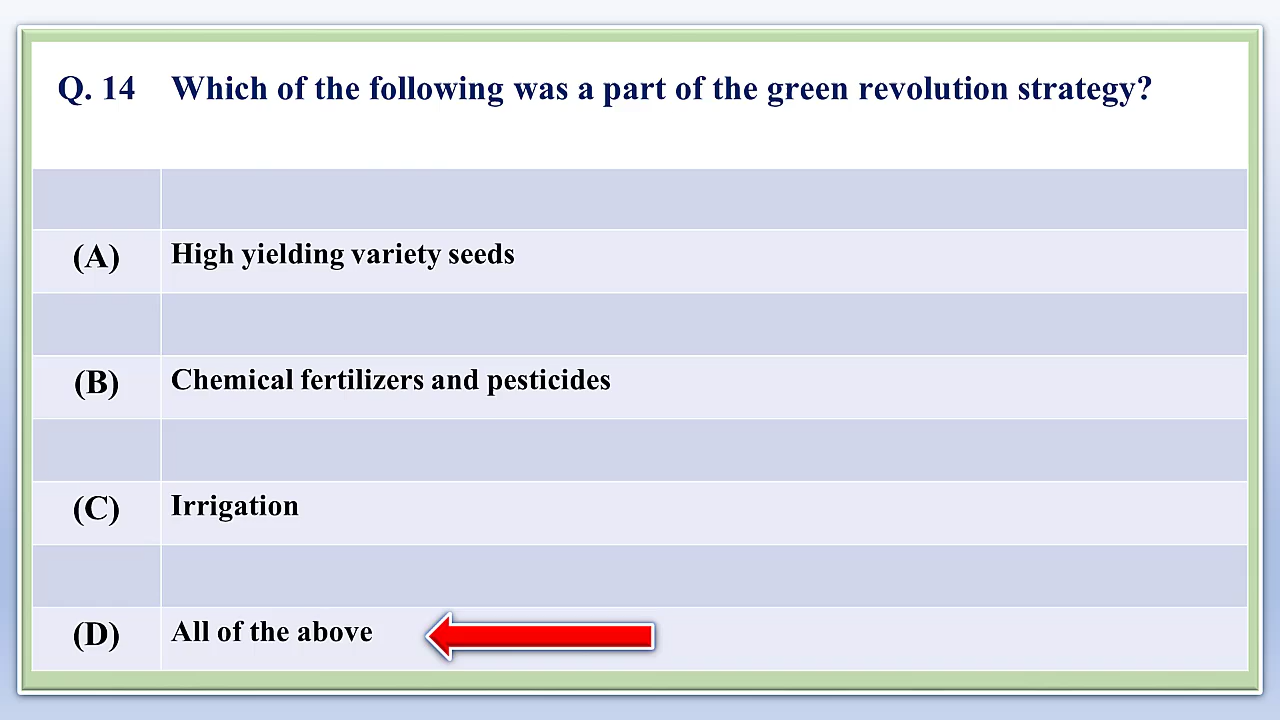 Q. 14 Which of the following was a part of the green revolution strategy?
(A) High yielding variety seeds
(B) Chemical fertilizers and pesticides
(C) Irrigation
(D) All of the above